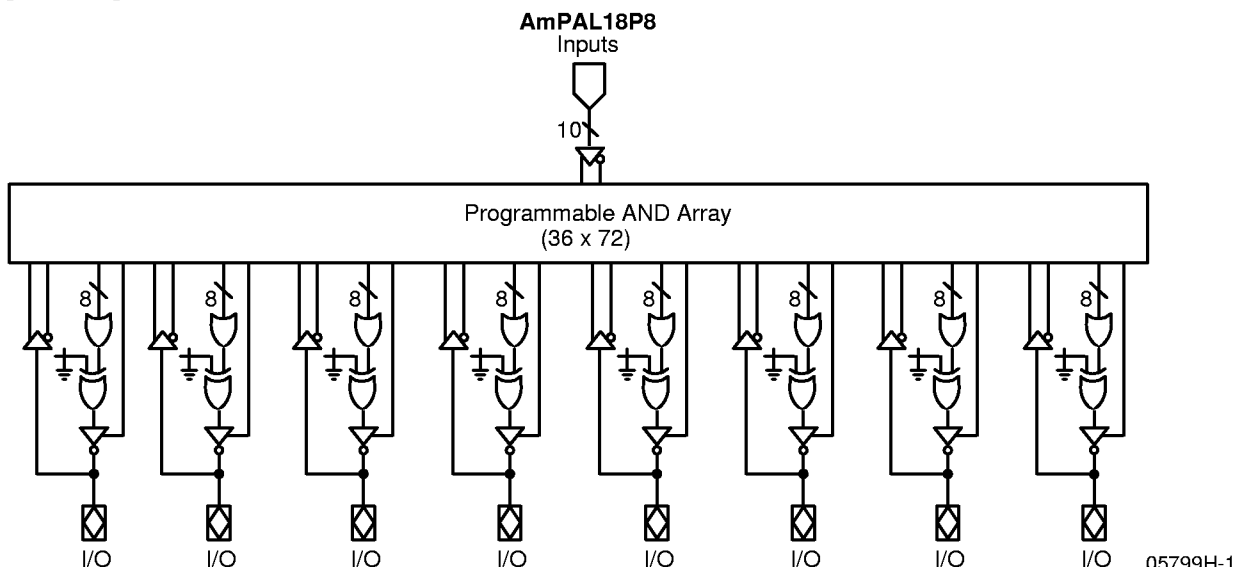 AmPAL18P8
Inputs
10
Programmable AND Array
(36 x 72)
8 8 8 8 8 8 8 8
I/O I/O I/O I/O I/O I/O I/O I/O 05799H-1